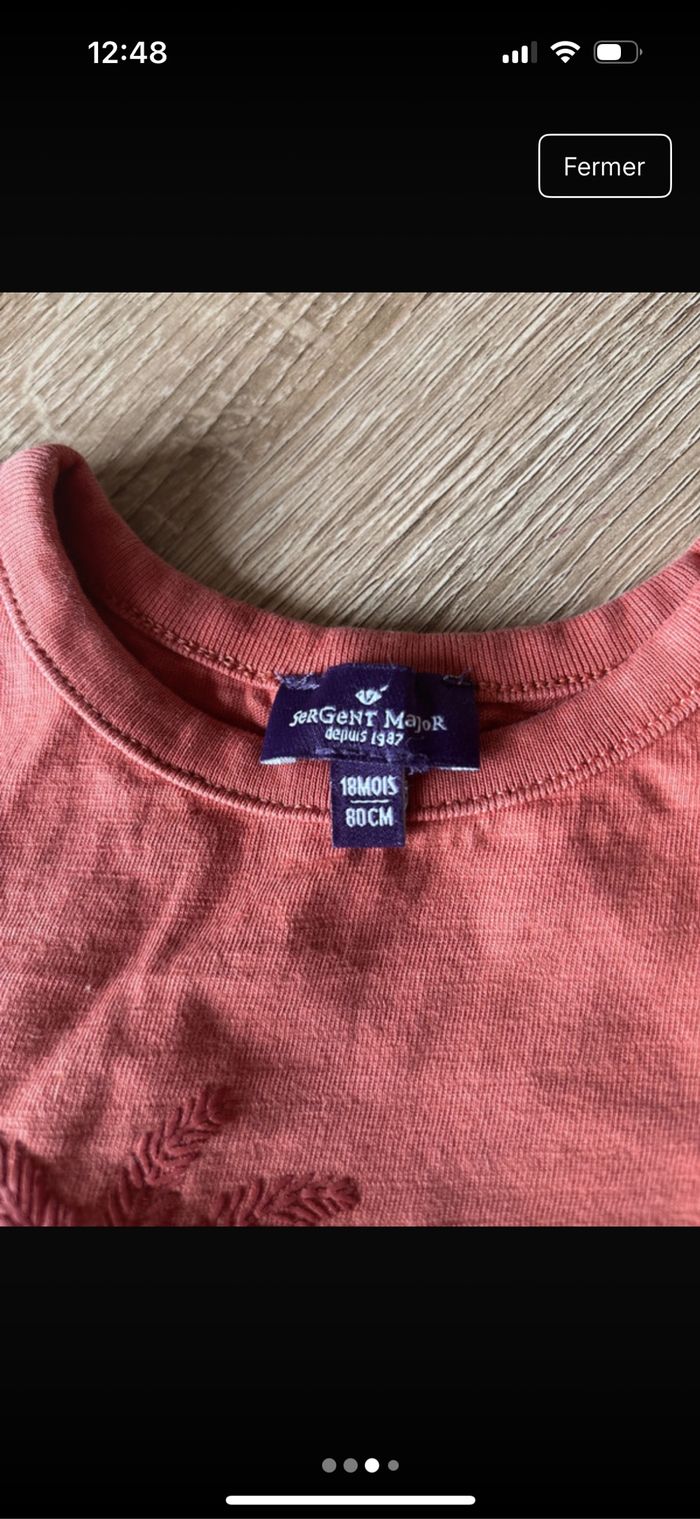 12:48
Fermer
SeRGeNT MajoR
depuis 1987
18MOIS
80CM